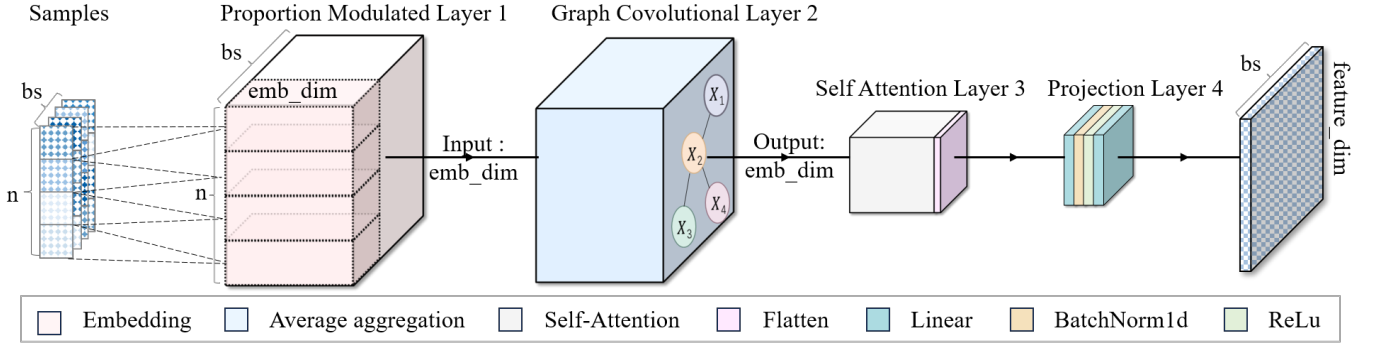 Samples
Proportion Modulated Layer 1
Graph Covolutional Layer 2
Self Attention Layer 3
Projection Layer 4
bs
n
bs
emb_dim
n
Input :
emb_dim
X1
X2
X3
X4
Output:
emb_dim
bs
feature_dim
Embedding
Average aggregation
Self-Attention
Flatten
Linear
BatchNorm1d
ReLu